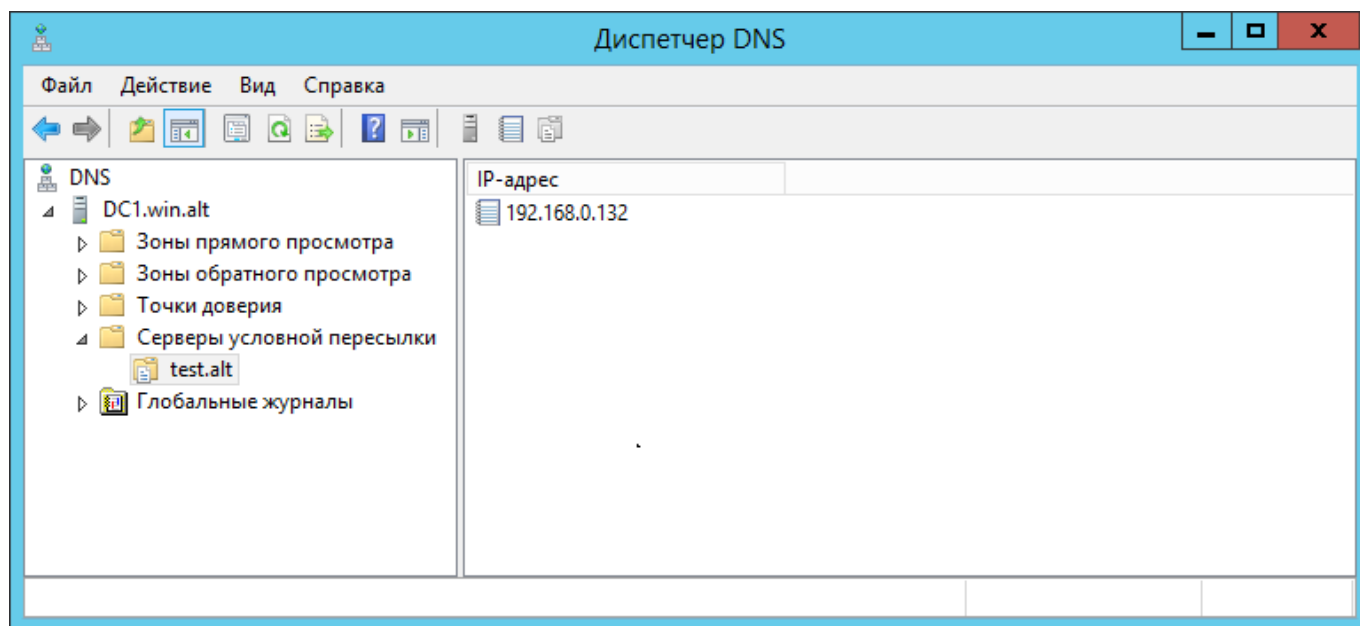 Диспетчер DNS
Файл Действие Вид Справка
DNS
DC1.win.alt
Зоны прямого просмотра
Зоны обратного просмотра
Точки доверия
Серверы условной пересылки
test.alt
Глобальные журналы
IP-адрес
192.168.0.132